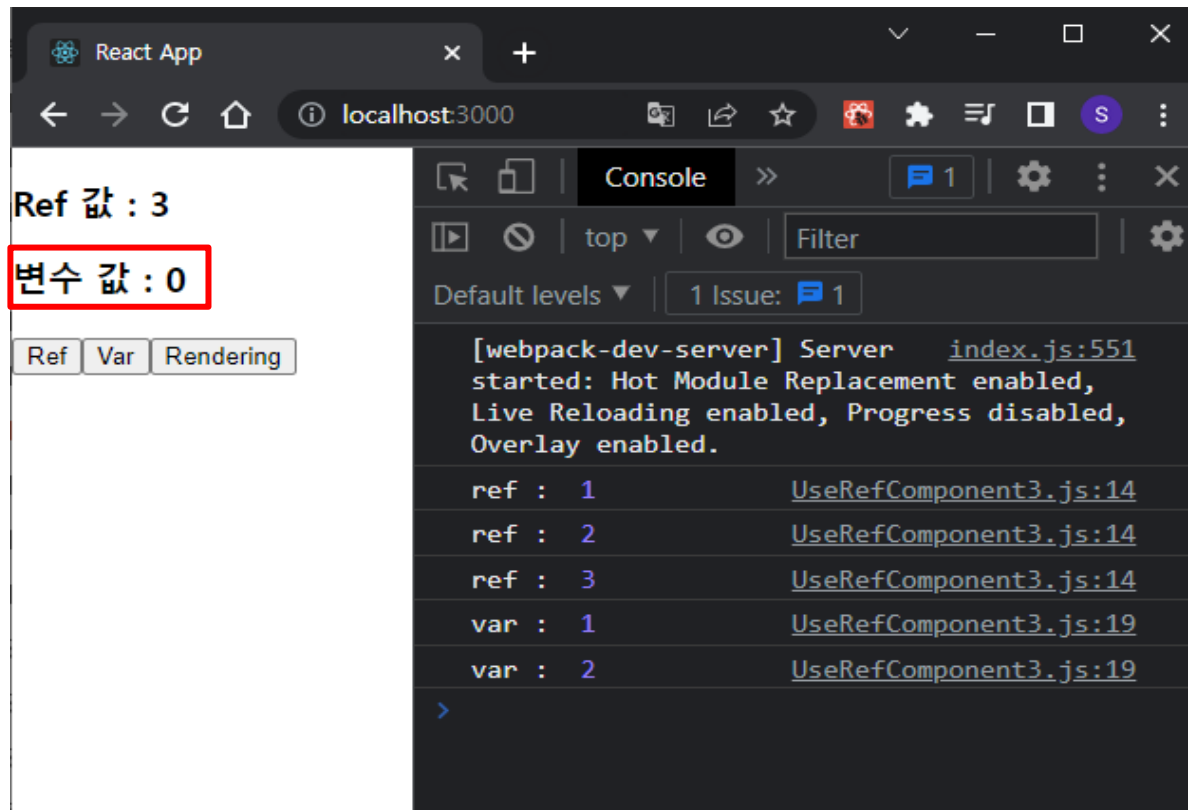 React App
localhost:3000
S
Console
1
Ref 값 : 3
top
Filter
변수 값 : 0
Default levels
1 Issue: 1
Ref Var Rendering
[webpack-dev-server] Server index.js:551
started: Hot Module Replacement enabled,
Live Reloading enabled, Progress disabled,
Overlay enabled.
ref : 1 UseRefComponent3.js:14
ref : 2 UseRefComponent3.js:14
ref : 3 UseRefComponent3.js:14
var : 1 UseRefComponent3.js:19
var : 2 UseRefComponent3.js:19